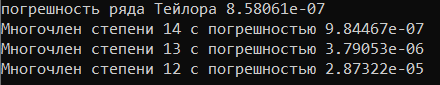 погрешность ряда Тейлора 8.58061e-07
Многочлен степени 14 с погрешностью 9.84467e-07
Многочлен степени 13 с погрешностью 3.79053e-06
Многочлен степени 12 с погрешностью 2.87322e-05